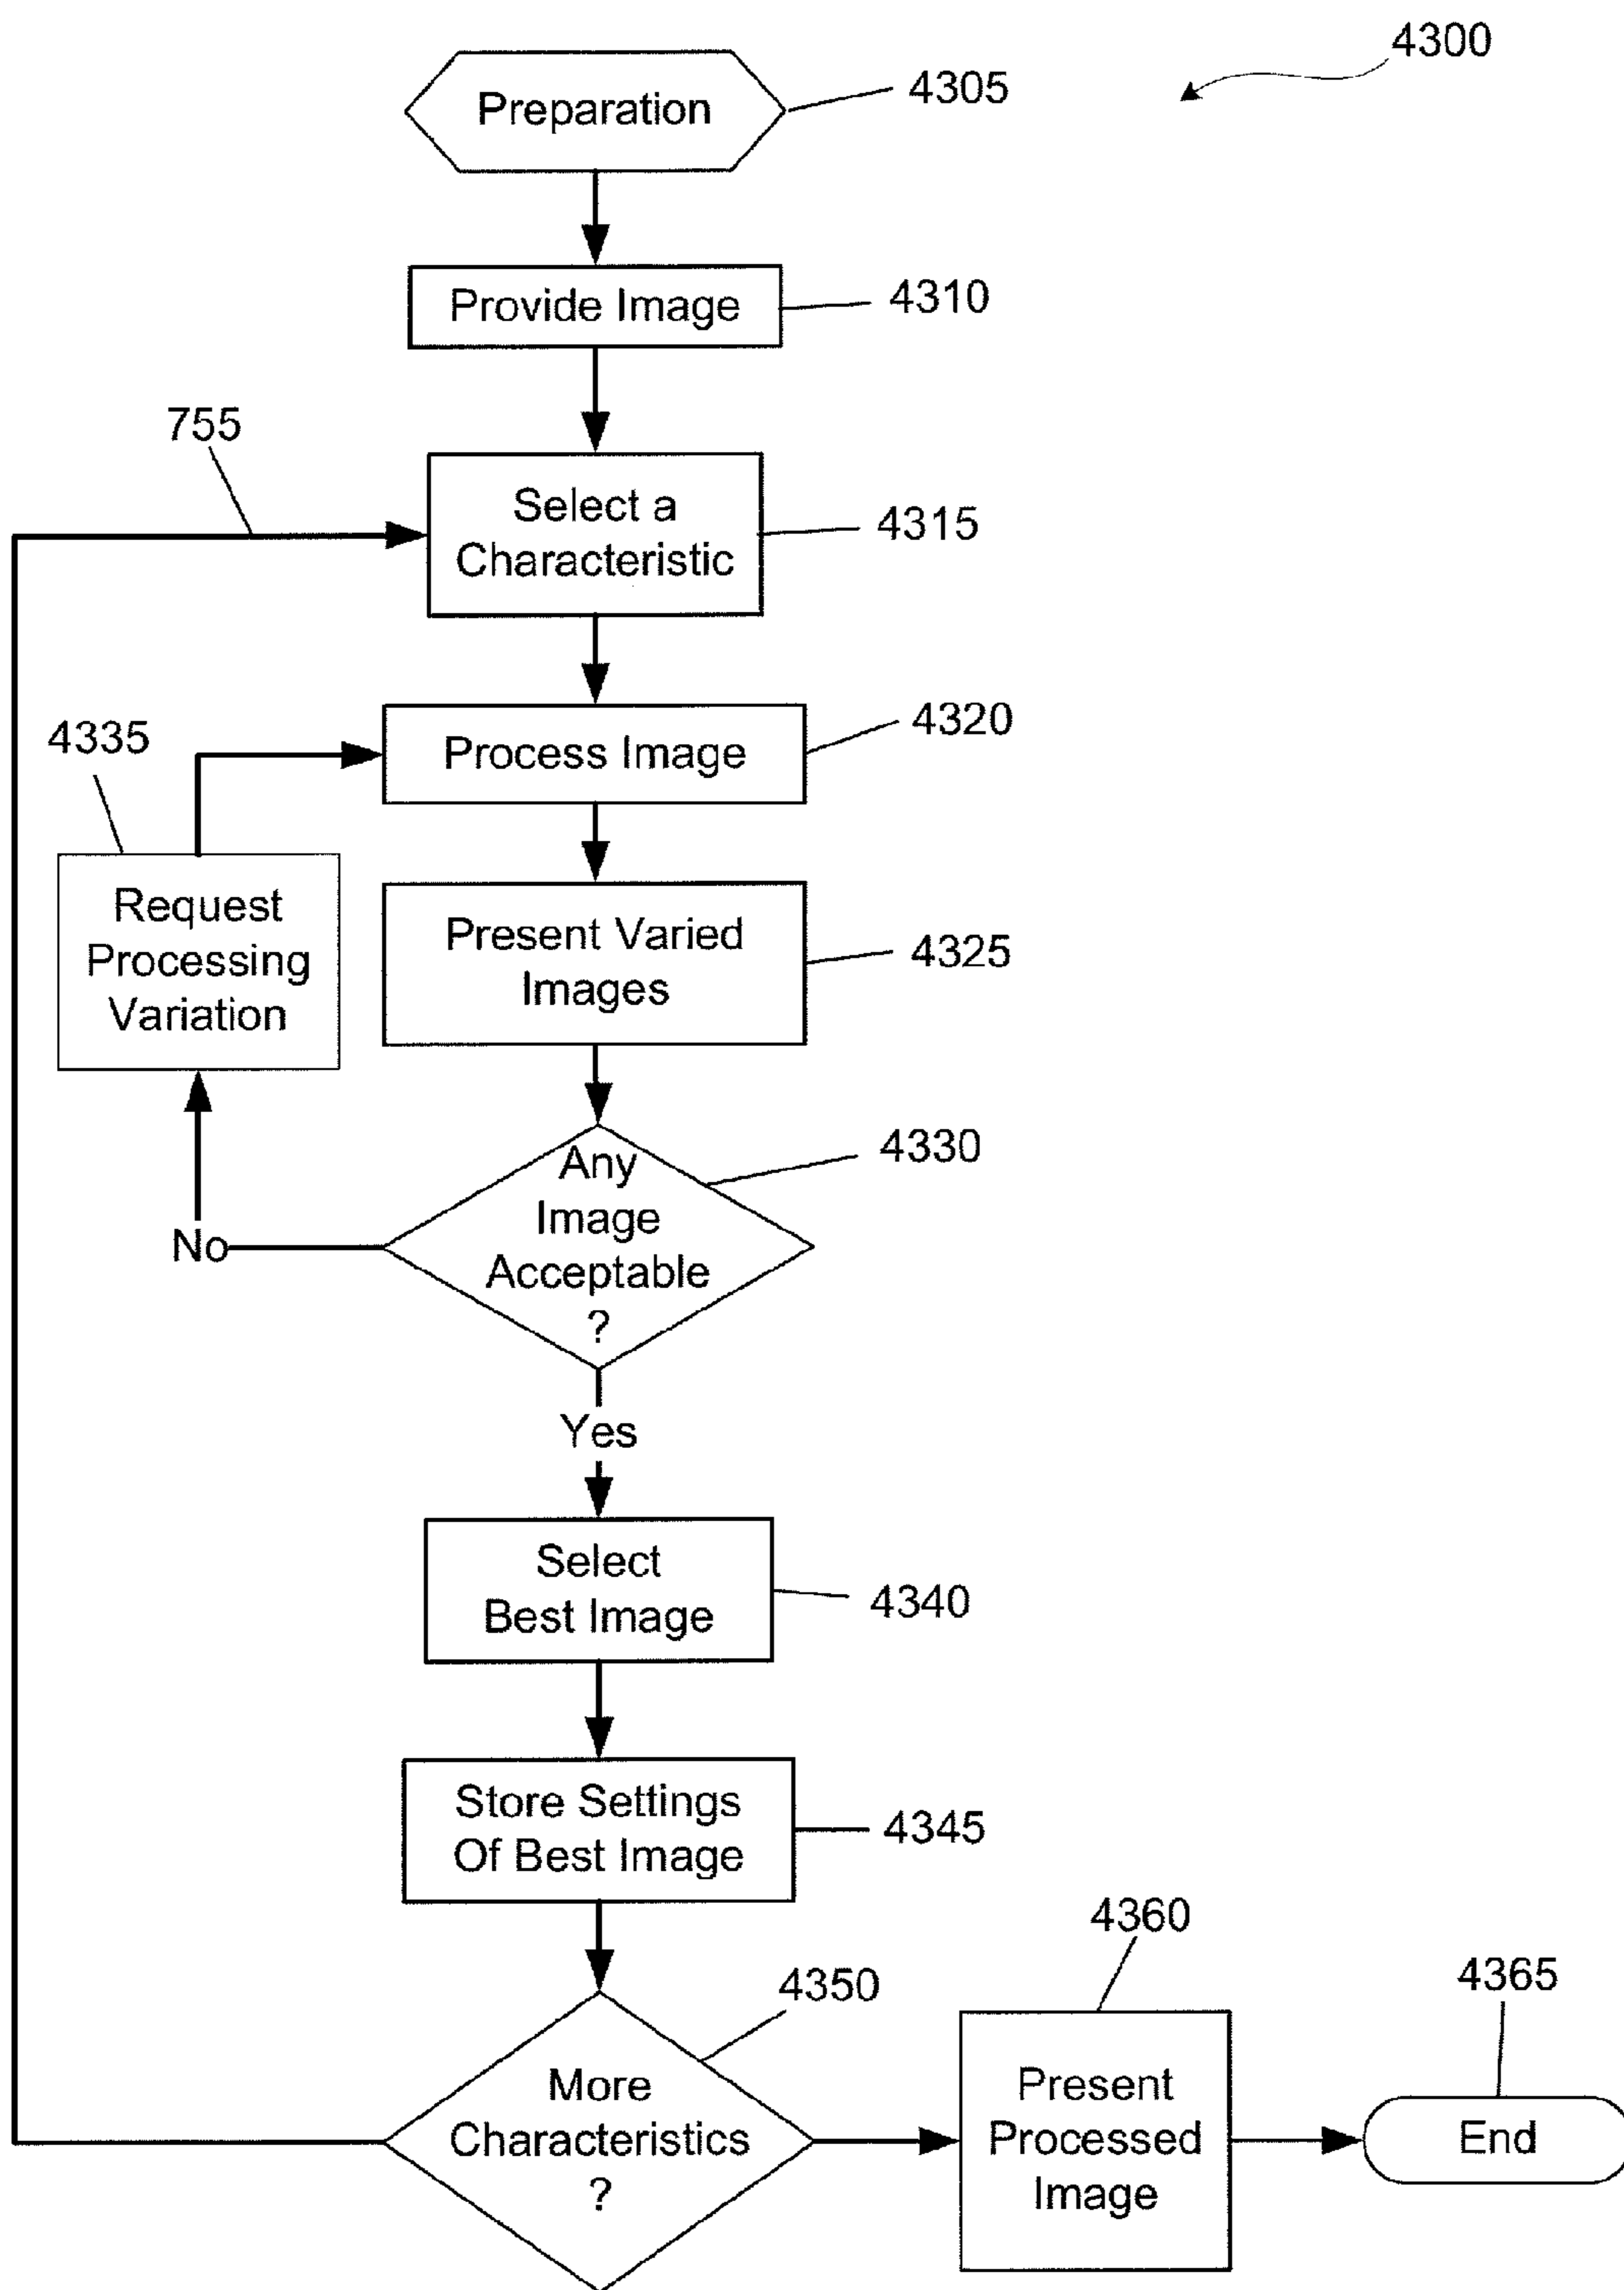 4300
Preparation
4305
Provide Image
4310
755
Select a
Characteristic
4315
4320
Process Image
4335
Request
Processing
Variation
Present Varied
Images
4325
4330
Any
Image
Acceptable
?
No
Yes
Select
Best Image
4340
Store Settings
Of Best Image
4345
4350
More
Characteristics
?
4360
Present
Processed
Image
4365
End